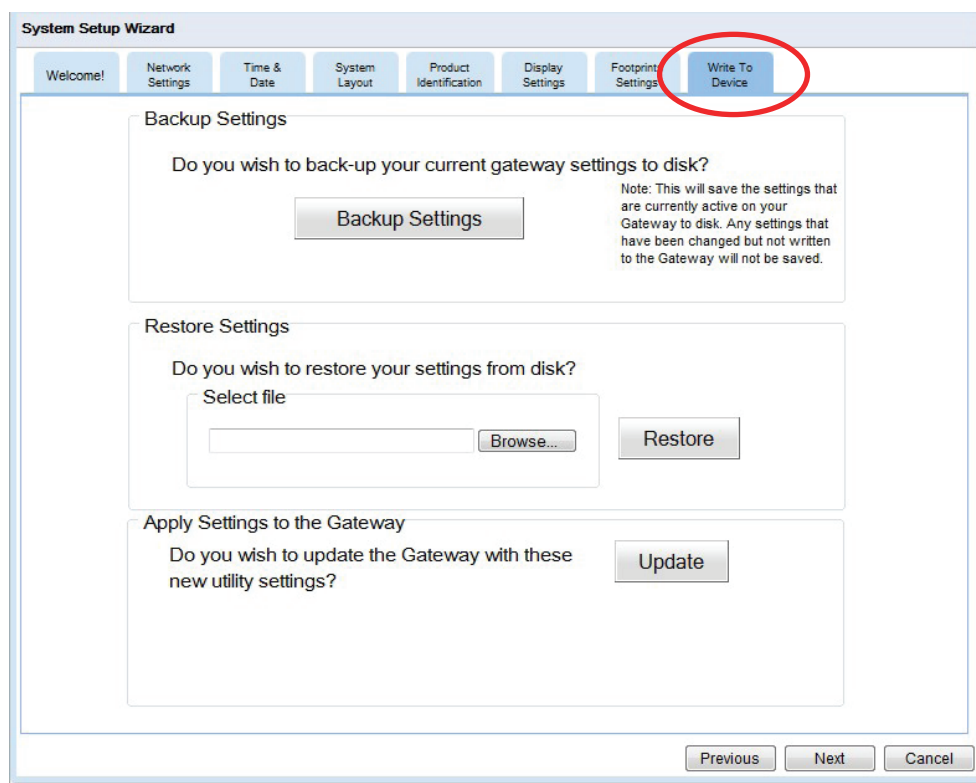 System Setup Wizard
Welcome!
Network
Settings
Time &
Date
System
Layout
Product
Identification
Display
Settings
Footprint
Settings
Write To
Device
Backup Settings
Do you wish to back-up your current gateway settings to disk?
Backup Settings
Note: This will save the settings that
are currently active on your
Gateway to disk. Any settings that
have been changed but not written
to the Gateway will not be saved.
Restore Settings
Do you wish to restore your settings from disk?
Select file
Browse...
Restore
Apply Settings to the Gateway
Do you wish to update the Gateway with these
new utility settings?
Update
Previous
Next
Cancel